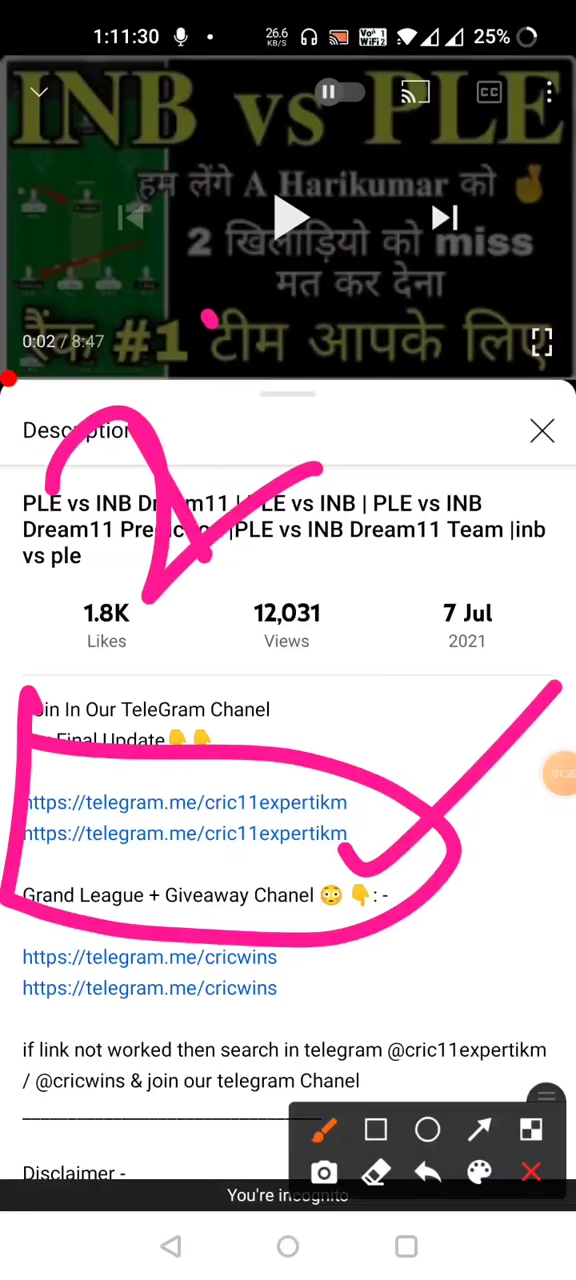 1:11:30
26.6 KB/S
Vo 1 WiFi 2
25%
INB vs PLE
CC
हम लेंगे A Harikumar को
2 खिलाड़ियो को miss
मत कर देना
#1 टीम आपके लिए
0:02 / 8:47
Description
PLE vs INB Dream11 | PLE vs INB | PLE vs INB
Dream11 Prediction |PLE vs INB Dream11 Team |inb
vs ple
1.8K 12,031 7 Jul
Likes Views 2021
Join In Our TeleGram Chanel
Final Update👇👇
https://telegram.me/cric11expertikm
https://telegram.me/cric11expertikm
Grand League + Giveaway Chanel 😳 👇: -
https://telegram.me/cricwins
https://telegram.me/cricwins
if link not worked then search in telegram @cric11expertikm
/ @cricwins & join our telegram Chanel
Disclaimer -
You're incognito